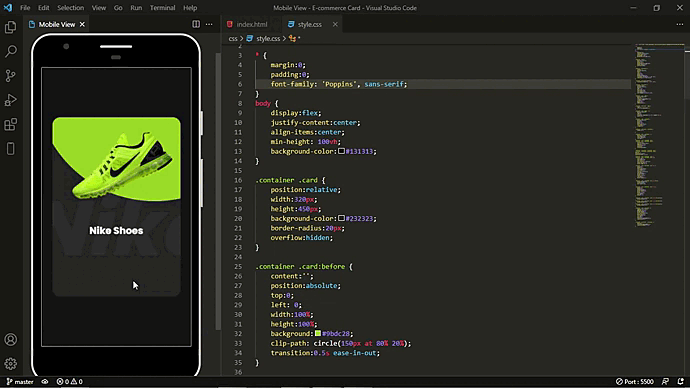 File Edit Selection View Go Run Terminal Help
Mobile View - E-commerce Card - Visual Studio Code
Mobile View
index.html
style.css
css > style.css > *
Nike
Nike Shoes
2
3 * {
4 margin:0;
5 padding:0;
6 font-family: 'Poppins', sans-serif;
7 }
8 body {
9 display:flex;
10 justify-content:center;
11 align-items:center;
12 min-height: 100vh;
13 background-color:#131313;
14 }
15
16 .container .card {
17 position:relative;
18 width:320px;
19 height:450px;
20 background-color:#232323;
21 border-radius:20px;
22 overflow:hidden;
23 }
24
25 .container .card:before {
26 content:'';
27 position:absolute;
28 top:0;
29 left: 0;
30 width:100%;
31 height:100%;
32 background:#9bdc28;
33 clip-path: circle(150px at 80% 20%);
34 transition:0.5s ease-in-out;
35 }
36
master
0 0
Port : 5500